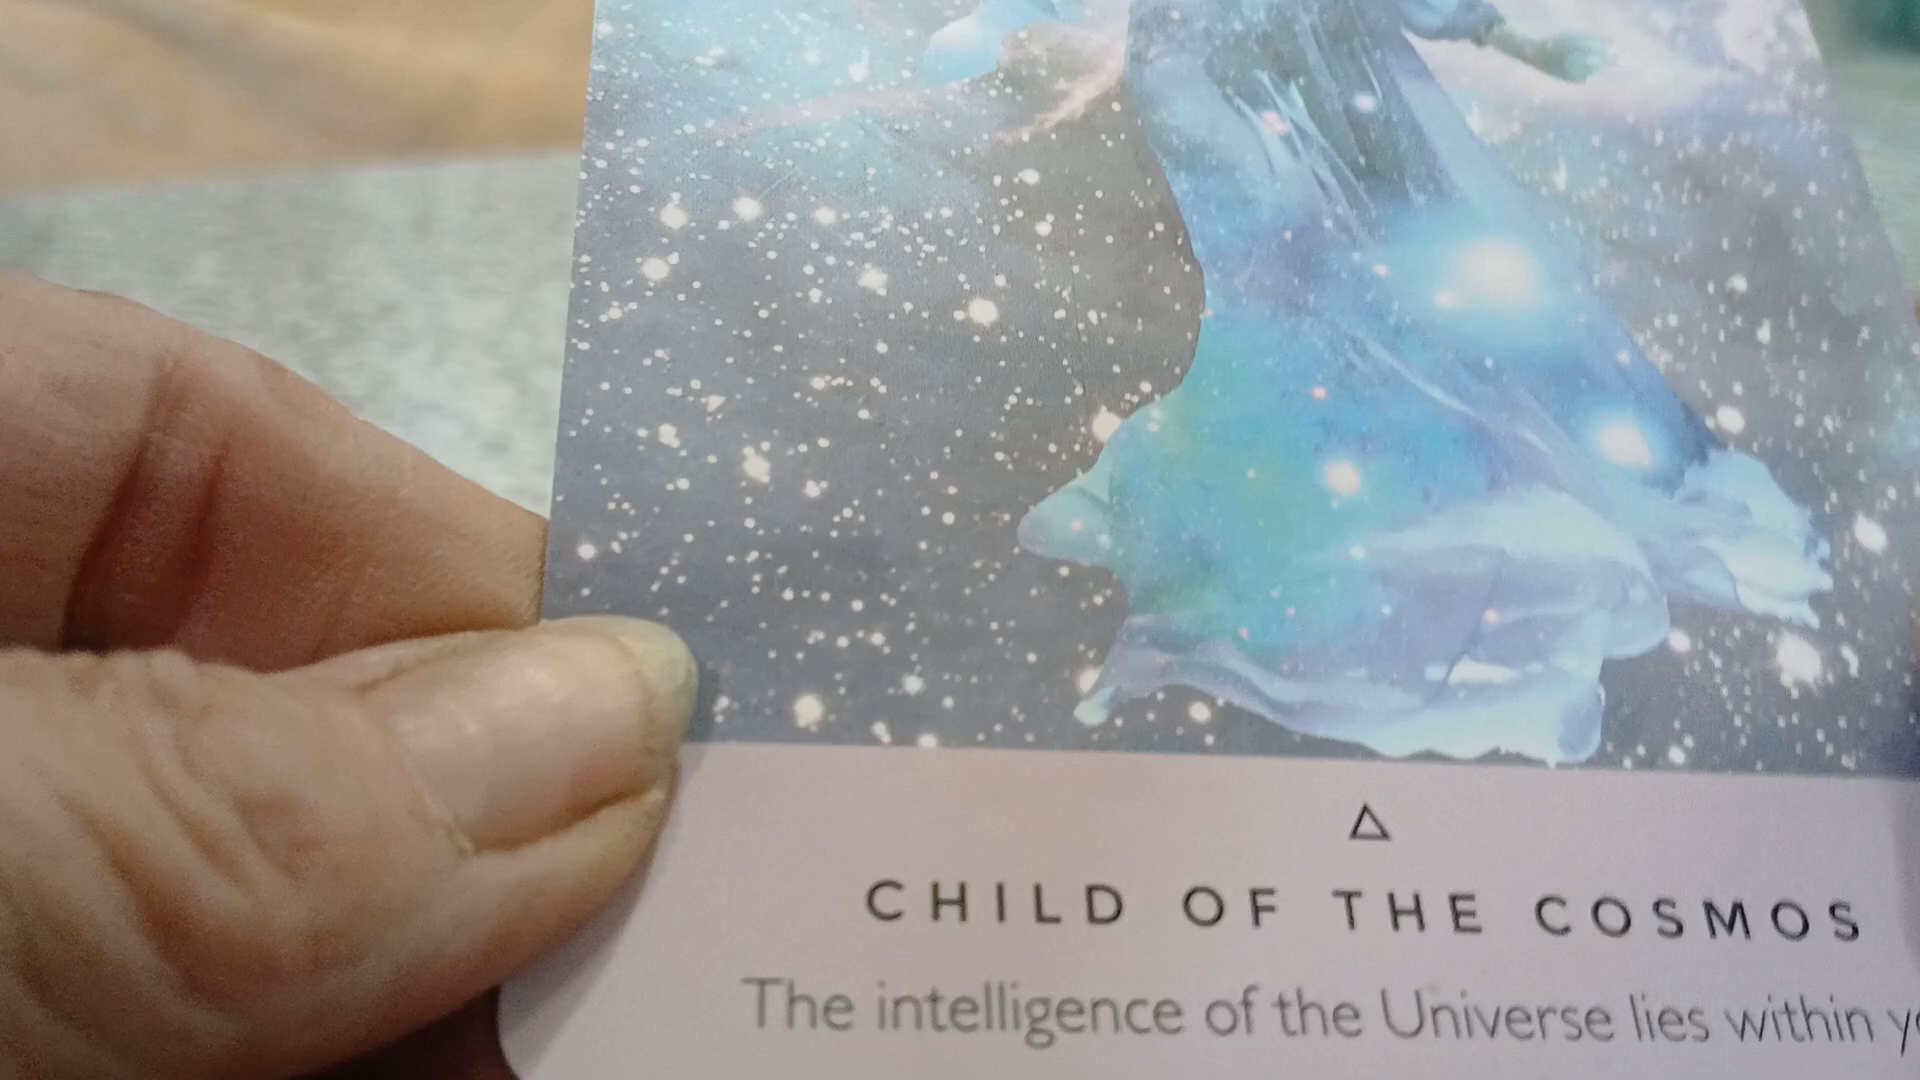 CHILD OF THE COSMOS
The intelligence of the Universe lies within